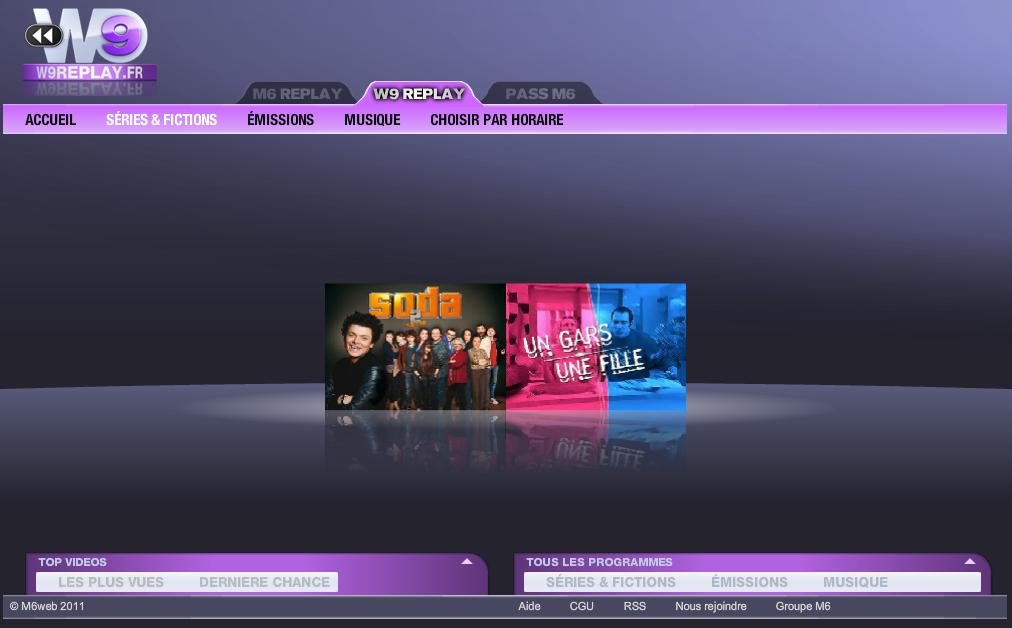 W9
W9REPLAY.FR
M6 REPLAY W9 REPLAY PASS M6
ACCUEIL SÉRIES & FICTIONS ÉMISSIONS MUSIQUE CHOISIR PAR HORAIRE
soda
2
UN GARS
UNE FILLE
TOP VIDEOS
LES PLUS VUES DERNIERE CHANCE
TOUS LES PROGRAMMES
SÉRIES & FICTIONS ÉMISSIONS MUSIQUE
© M6web 2011 Aide CGU RSS Nous rejoindre Groupe M6